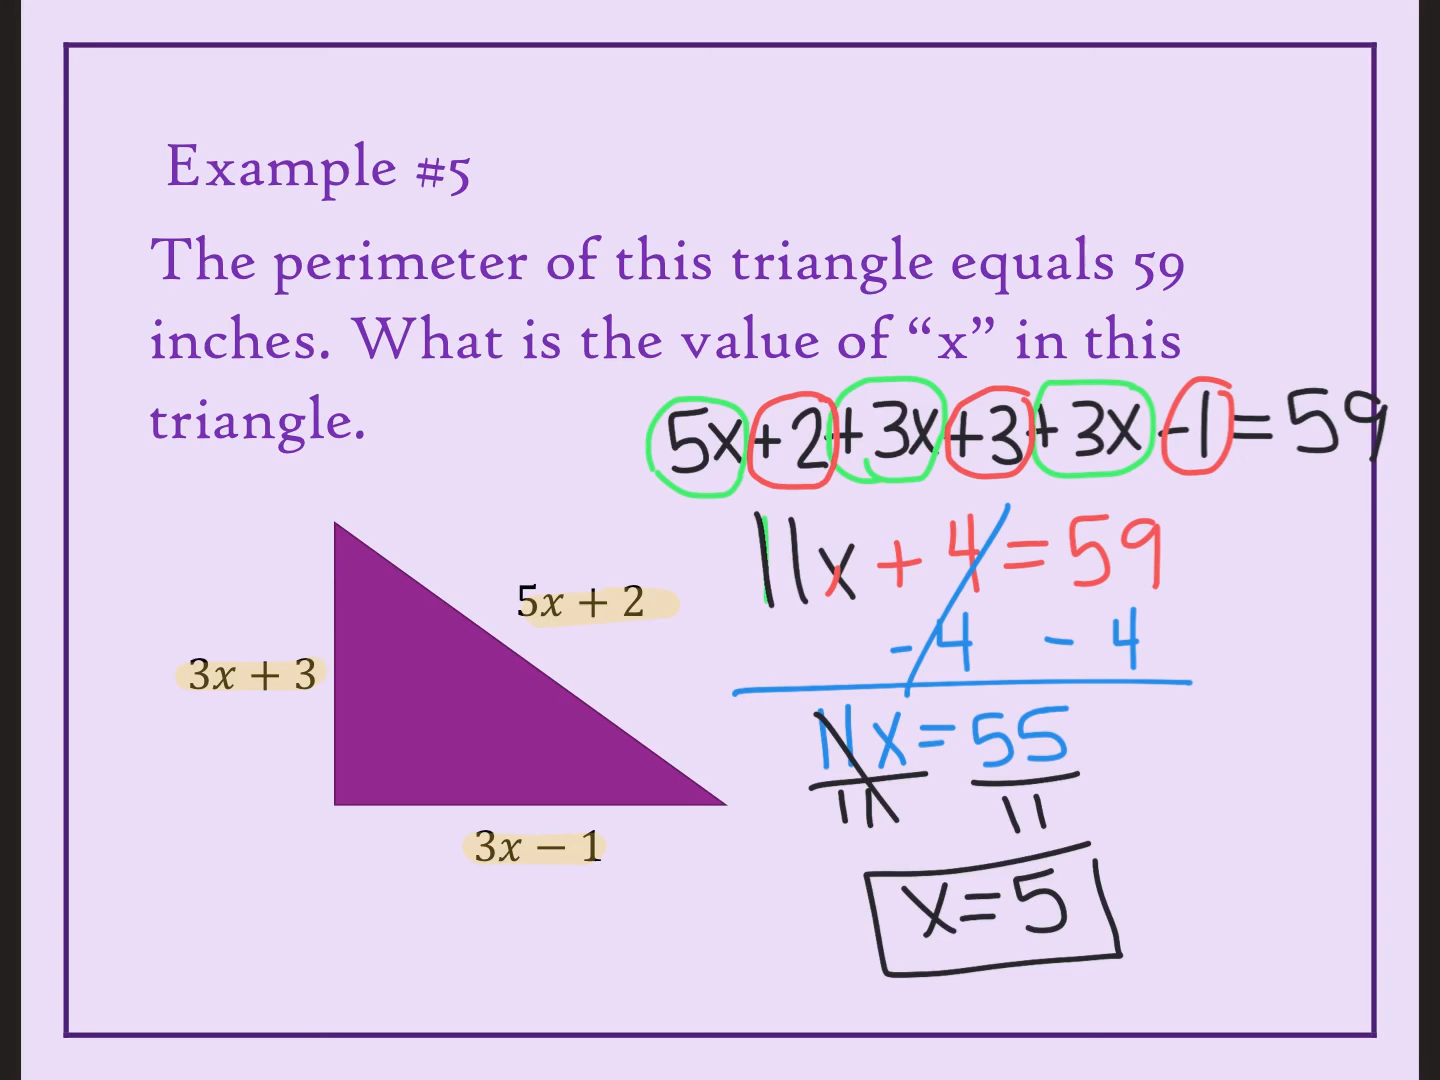 Example #5
The perimeter of this triangle equals 59
inches. What is the value of “x” in this
triangle.
5x+2+3x+3+3x-1=59
11x + 4 = 59
- 4 - 4
11x = 55
11 11
x=5
5x + 2
3x + 3
3x − 1